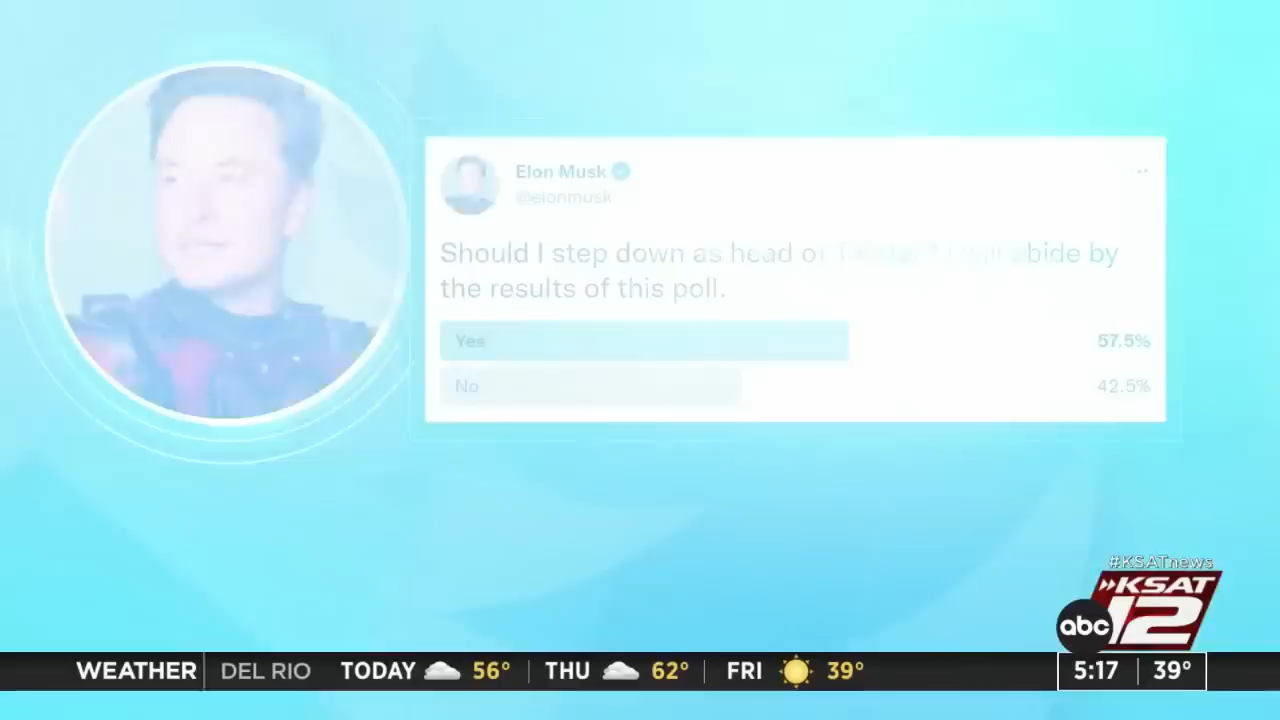 Elon Musk
@elonmusk
Should I step down as head of abide by
the results of this poll.
Yes 57.5%
No 42.5%
#KSATnews
KSAT
12
abc
WEATHER DEL RIO TODAY 56° THU 62° FRI 39° 5:17 39°